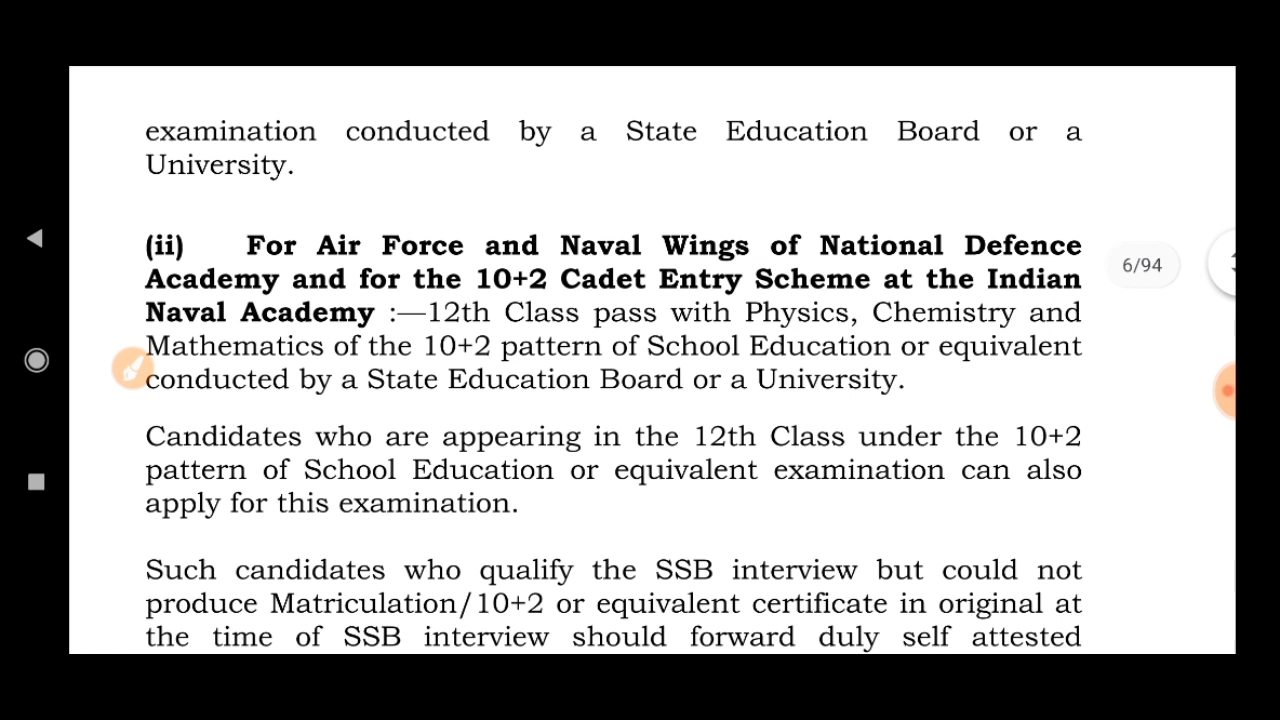 examination conducted by a State Education Board or a
University.
(ii) For Air Force and Naval Wings of National Defence
Academy and for the 10+2 Cadet Entry Scheme at the Indian
Naval Academy :—12th Class pass with Physics, Chemistry and
Mathematics of the 10+2 pattern of School Education or equivalent
conducted by a State Education Board or a University.
6/94
Candidates who are appearing in the 12th Class under the 10+2
pattern of School Education or equivalent examination can also
apply for this examination.
Such candidates who qualify the SSB interview but could not
produce Matriculation/10+2 or equivalent certificate in original at
the time of SSB interview should forward duly self attested